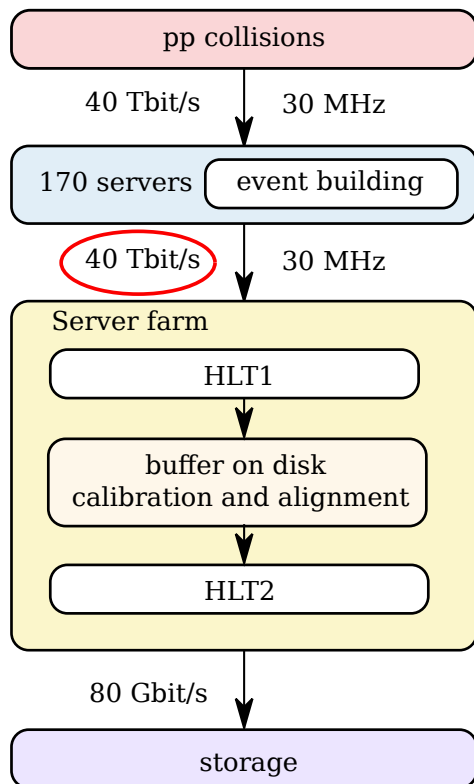 pp collisions
40 Tbit/s 30 MHz
170 servers event building
40 Tbit/s 30 MHz
Server farm
HLT1
buffer on disk
calibration and alignment
HLT2
80 Gbit/s
storage